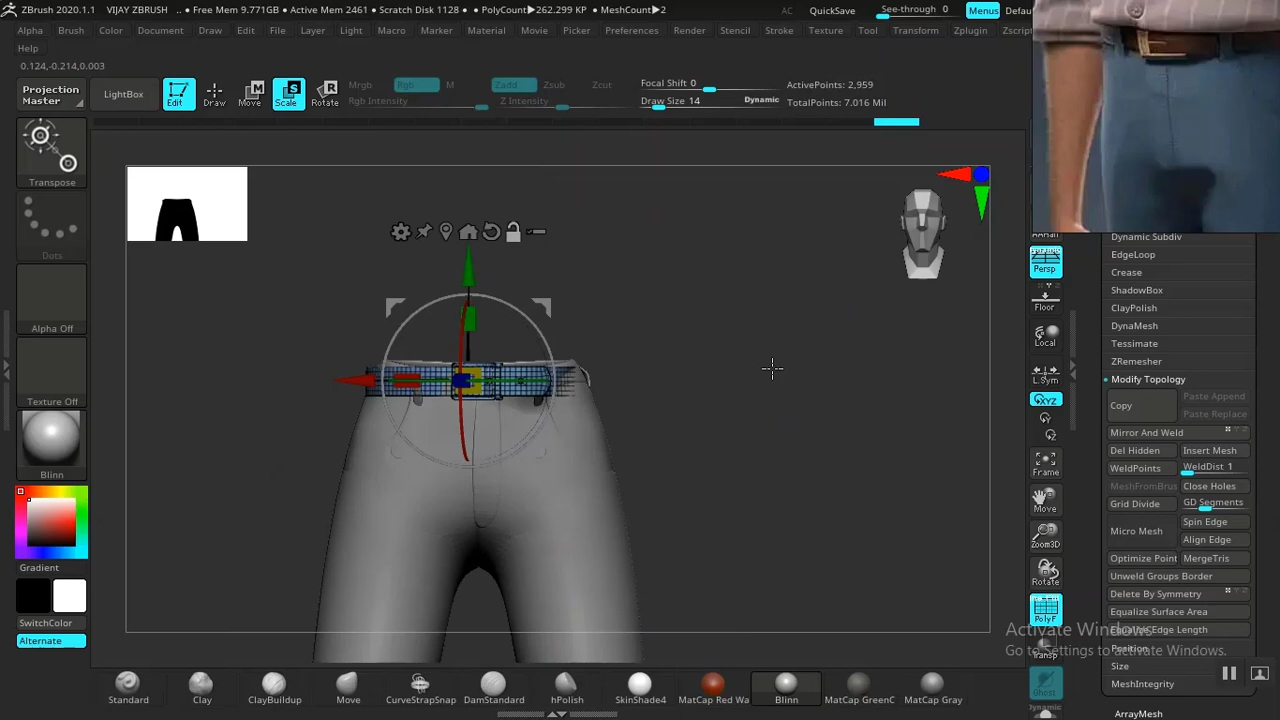 ZBrush 2020.1.1 VIJAY ZBRUSH .. • Free Mem 9.771GB • Active Mem 2461 • Scratch Disk 1128 • PolyCount▶262.299 KP • MeshCount▶2 AC QuickSave See-through 0 Menus Defau
Alpha Brush Color Document Draw Edit File Layer Light Macro Marker Material Movie Picker Preferences Render Stencil Stroke Texture Tool Transform Zplugin Zscrip
Help
0.124,-0.214,0.003
Projection Master LightBox Edit Draw Move Scale Rotate
M S R
Mrgb Rgb M Zadd Zsub Zcut
Rgb Intensity Z Intensity
Focal Shift 0
Draw Size 14 Dynamic
ActivePoints: 2,959
TotalPoints: 7.016 Mil
Transpose
Dots
Alpha Off
Texture Off
Blinn
Gradient
SwitchColor
Alternate
Persp
Floor
Local
L.Sym
XYZ
Y
Z
Frame
Move
Zoom3D
Rotate
PolyF
Transp
Ghost
Dynamic
Dynamic Subdiv
EdgeLoop
Crease
ShadowBox
ClayPolish
DynaMesh
Tessimate
ZRemesher
Modify Topology
Copy Paste Append
Paste Replace
Mirror And Weld
Del Hidden Insert Mesh
WeldPoints WeldDist 1
MeshFromBrus Close Holes
Grid Divide GD Segments
Micro Mesh Spin Edge
Align Edge
Optimize Point MergeTris
Unweld Groups Border
Delete By Symmetry
Equalize Surface Area
Equalize Edge Length
Position
Size
MeshIntegrity
ArrayMesh
Activate Windows
Go to Settings to activate Windows.
Standard Clay ClayBuildup Move CurveStrapSnap DamStandard hPolish SkinShade4 MatCap Red Wa Blinn MatCap GreenC MatCap Gray